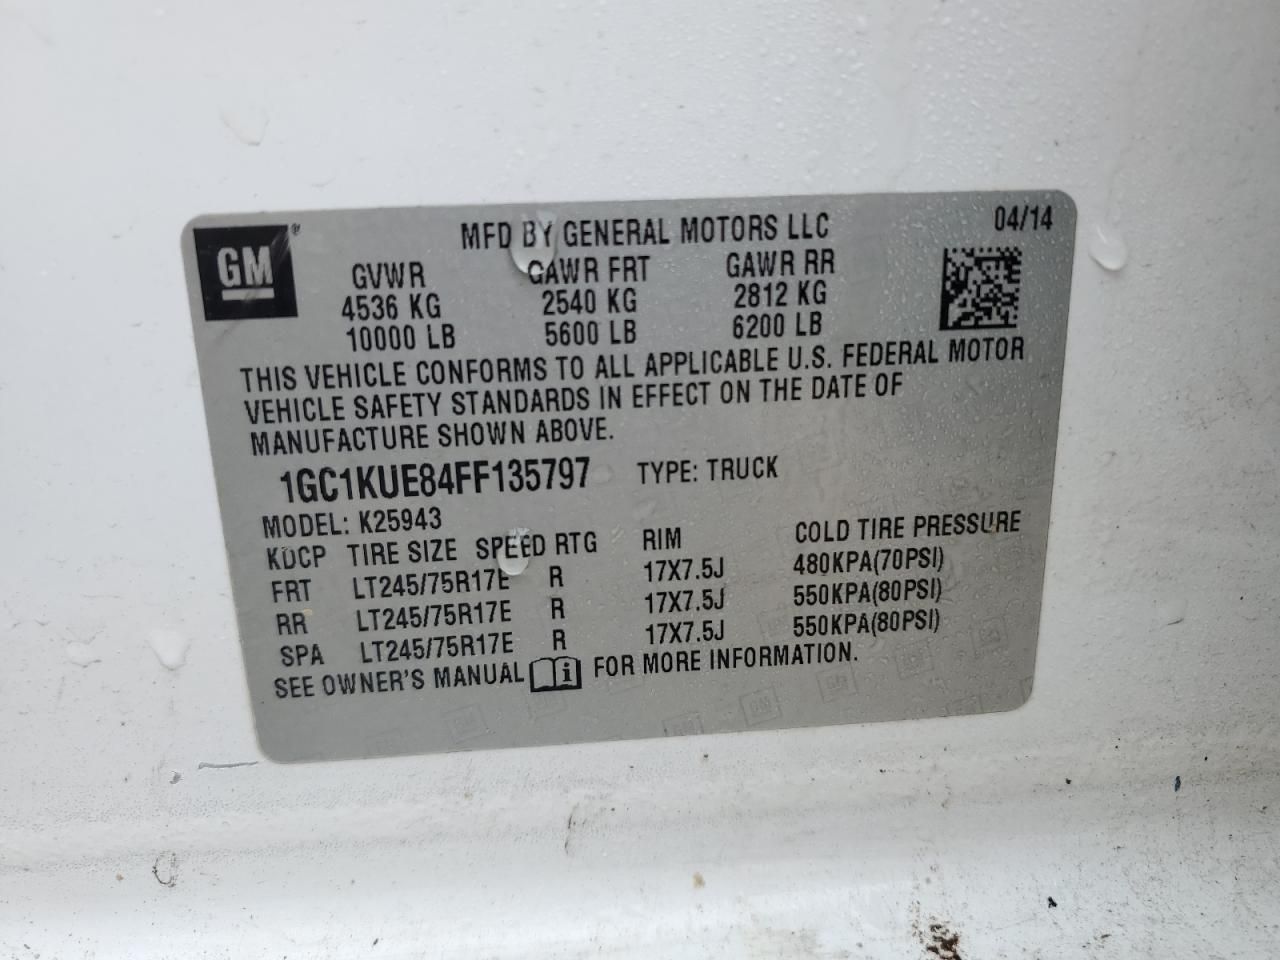 GM® MFD BY GENERAL MOTORS LLC 04/14
GVWR GAWR FRT GAWR RR
4536 KG 2540 KG 2812 KG
10000 LB 5600 LB 6200 LB
THIS VEHICLE CONFORMS TO ALL APPLICABLE U.S. FEDERAL MOTOR
VEHICLE SAFETY STANDARDS IN EFFECT ON THE DATE OF
MANUFACTURE SHOWN ABOVE.
1GC1KUE84FF135797 TYPE: TRUCK
MODEL: K25943
KDCP TIRE SIZE SPEED RTG RIM COLD TIRE PRESSURE
FRT LT245/75R17E R 17X7.5J 480KPA(70PSI)
RR LT245/75R17E R 17X7.5J 550KPA(80PSI)
SPA LT245/75R17E R 17X7.5J 550KPA(80PSI)
SEE OWNER'S MANUAL i FOR MORE INFORMATION.